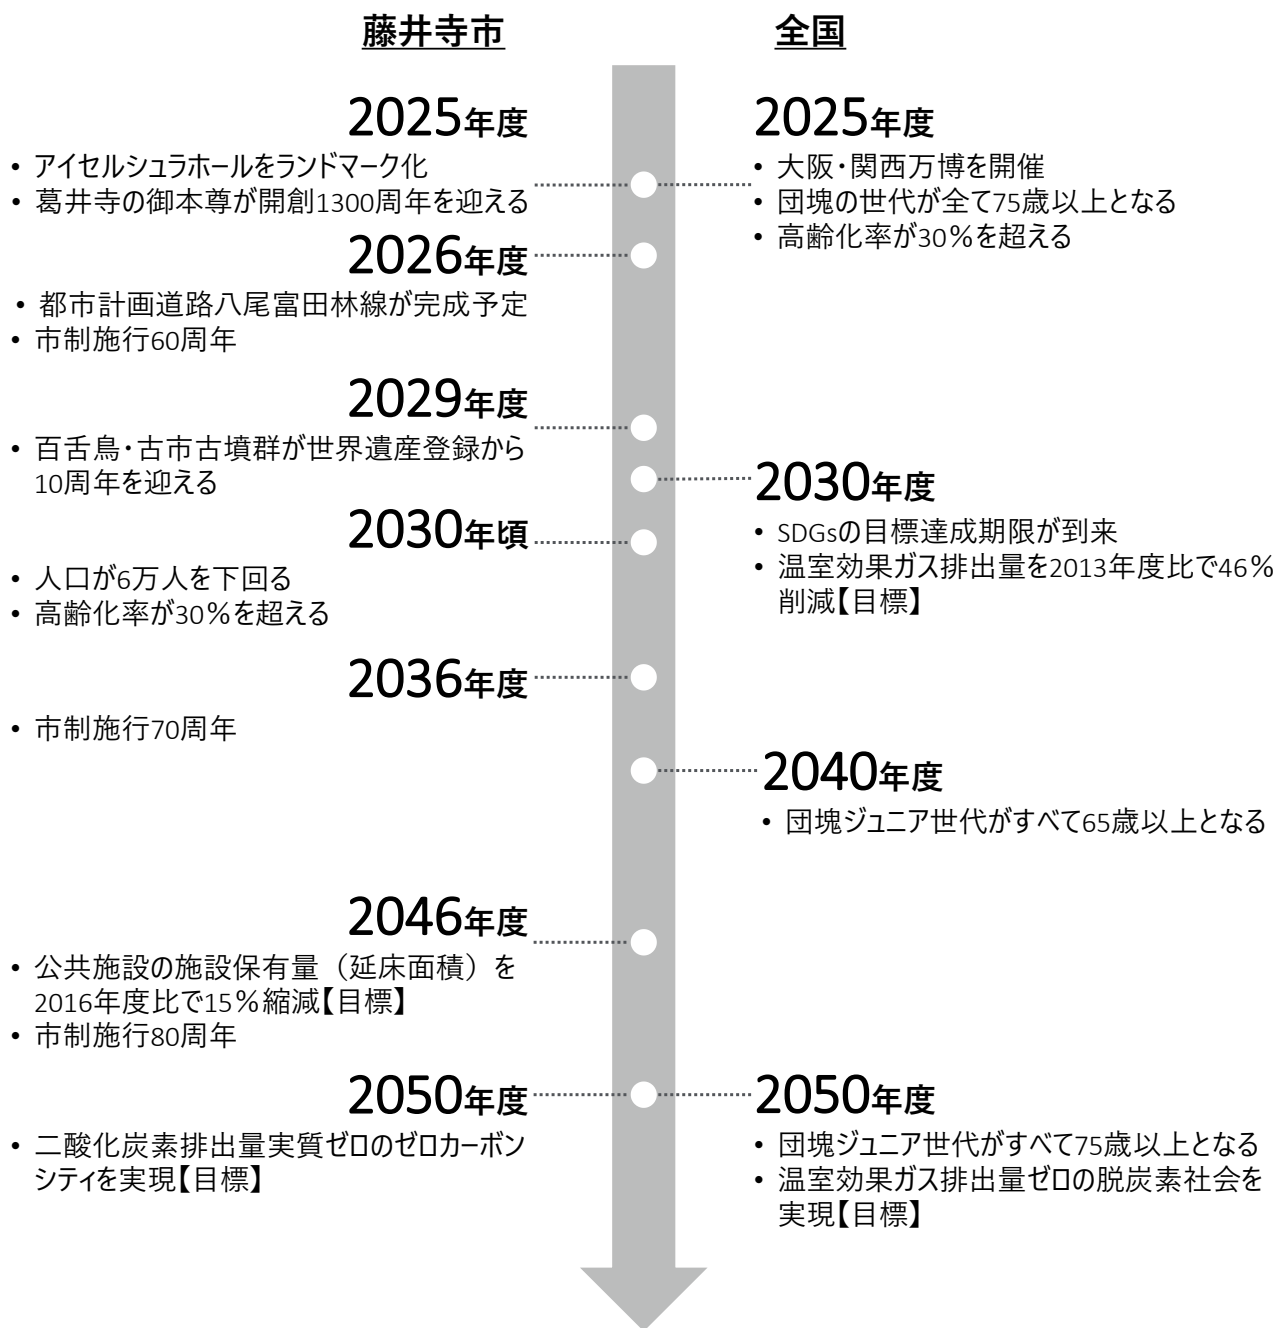 藤井寺市
全国
2025年度
• アイセルシュラホールをランドマーク化
• 葛井寺の御本尊が開創1300周年を迎える
2025年度
• 大阪・関西万博を開催
• 団塊の世代が全て75歳以上となる
• 高齢化率が30%を超える
2026年度
• 都市計画道路八尾富田林線が完成予定
• 市制施行60周年
2029年度
• 百舌鳥・古市古墳群が世界遺産登録から
10周年を迎える
2030年度
• SDGsの目標達成期限が到来
• 温室効果ガス排出量を2013年度比で46%
削減【目標】
2030年頃
• 人口が6万人を下回る
• 高齢化率が30%を超える
2036年度
• 市制施行70周年
2040年度
• 団塊ジュニア世代がすべて65歳以上となる
2046年度
• 公共施設の施設保有量（延床面積）を
2016年度比で15%縮減【目標】
• 市制施行80周年
2050年度
• 二酸化炭素排出量実質ゼロのゼロカーボン
シティを実現【目標】
2050年度
• 団塊ジュニア世代がすべて75歳以上となる
• 温室効果ガス排出量ゼロの脱炭素社会を
実現【目標】